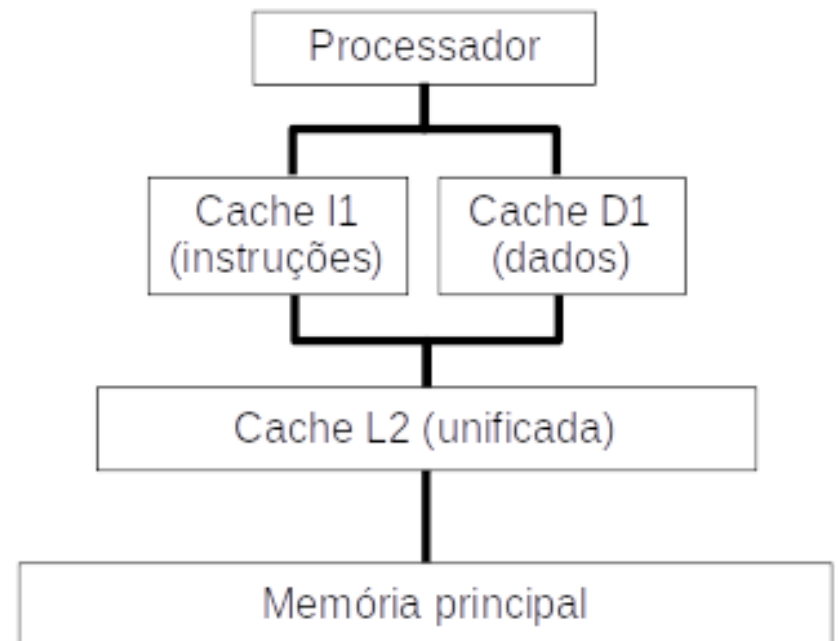 Processador
Cache I1
(instruções)
Cache D1
(dados)
Cache L2 (unificada)
Memória principal